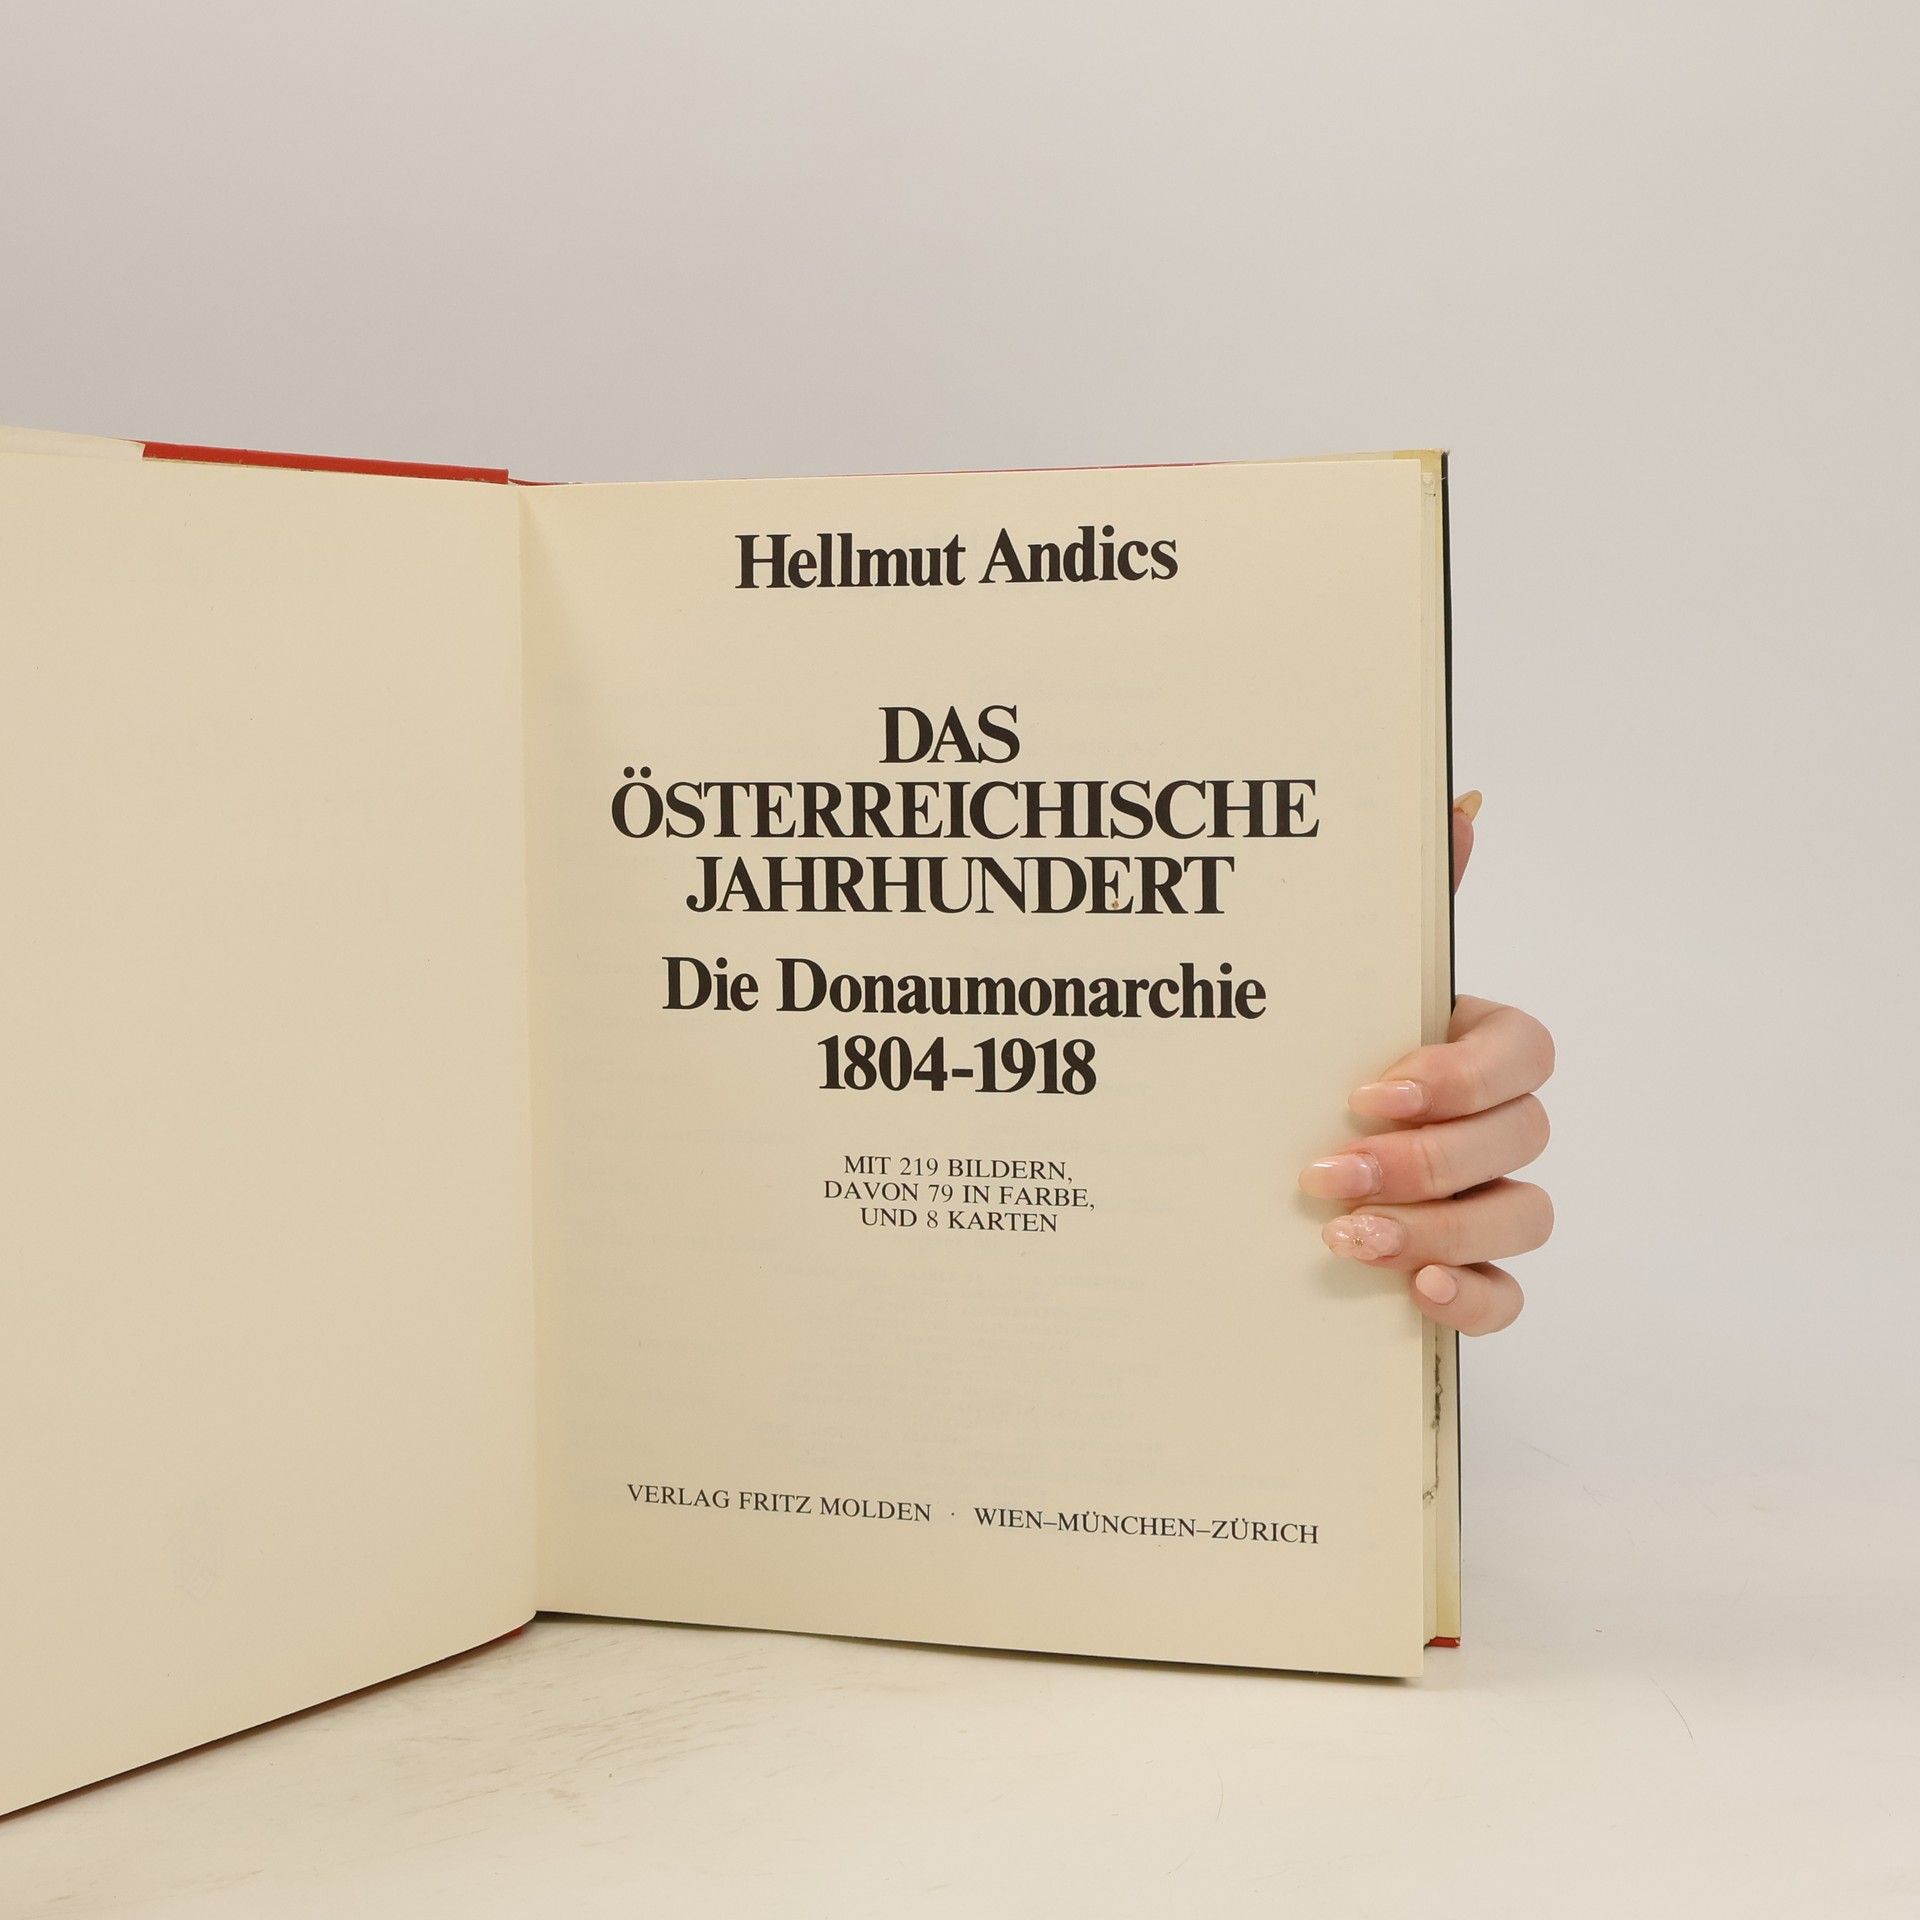 Hellmut Andics
DAS
ÖSTERREICHISCHE
JAHRHUNDERT
Die Donaumonarchie
1804-1918
MIT 219 BILDERN,
DAVON 79 IN FARBE,
UND 8 KARTEN
VERLAG FRITZ MOLDEN · WIEN–MÜNCHEN–ZÜRICH